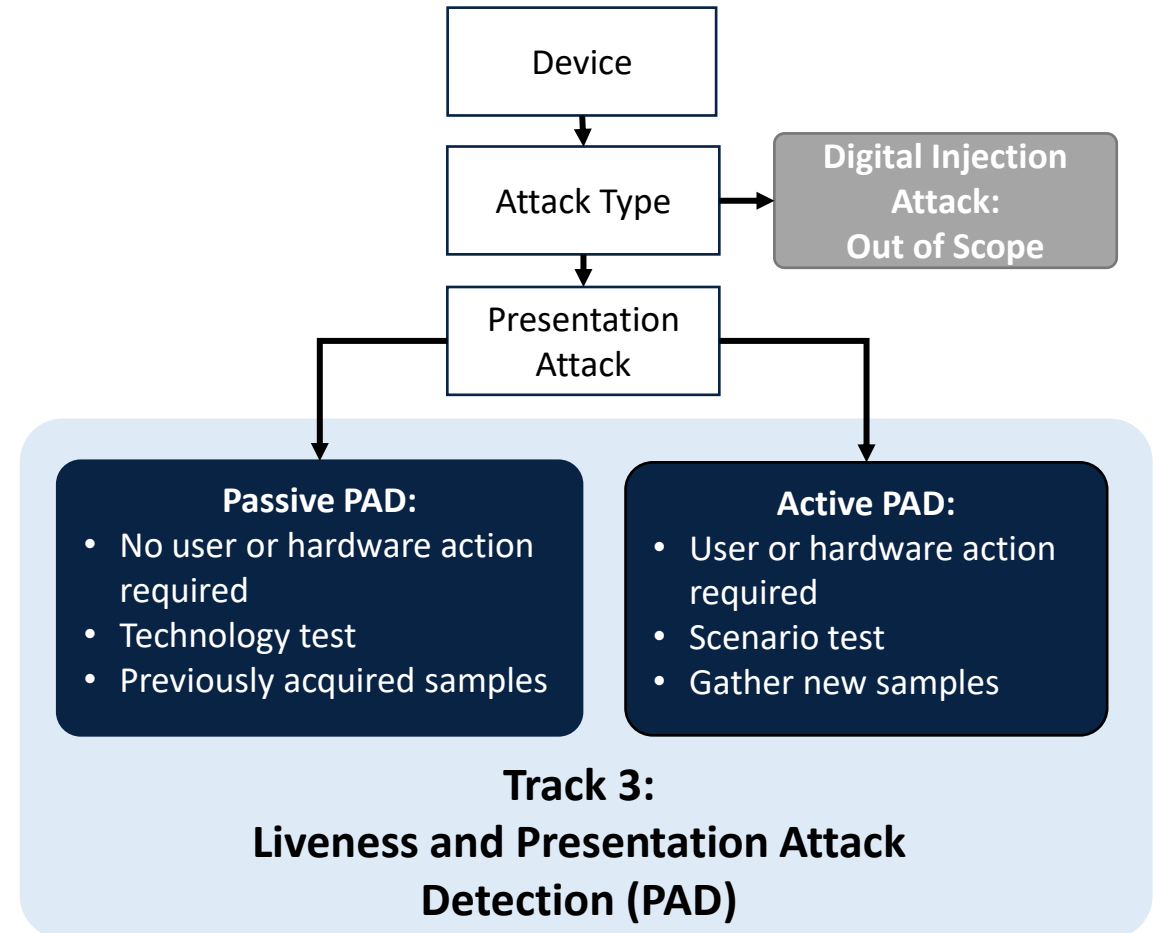 Device
Attack Type
Digital Injection
Attack:
Out of Scope
Presentation
Attack
Passive PAD:
• No user or hardware action
required
• Technology test
• Previously acquired samples
Active PAD:
• User or hardware action
required
• Scenario test
• Gather new samples
Track 3:
Liveness and Presentation Attack
Detection (PAD)